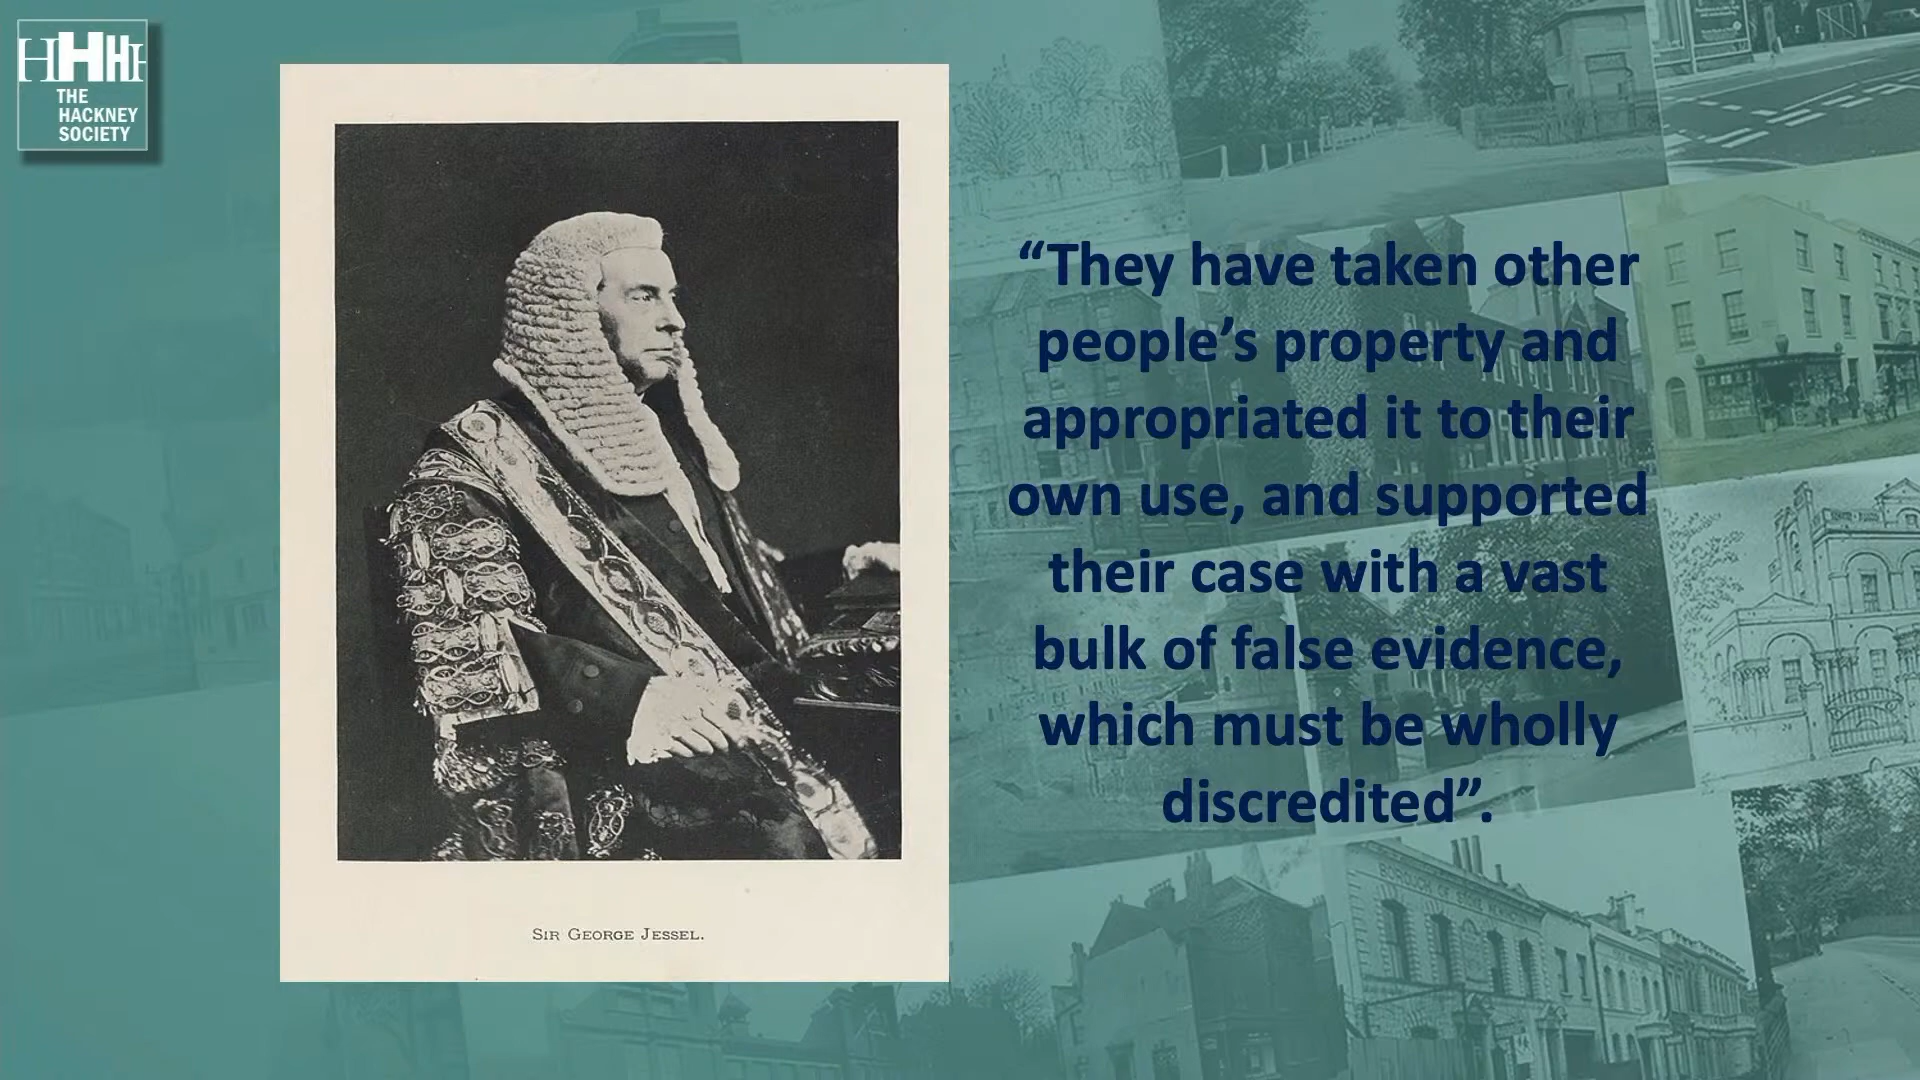 HHHH
THE
HACKNEY
SOCIETY
“They have taken other
people’s property and
appropriated it to their
own use, and supported
their case with a vast
bulk of false evidence,
which must be wholly
discredited”.
SIR GEORGE JESSEL.